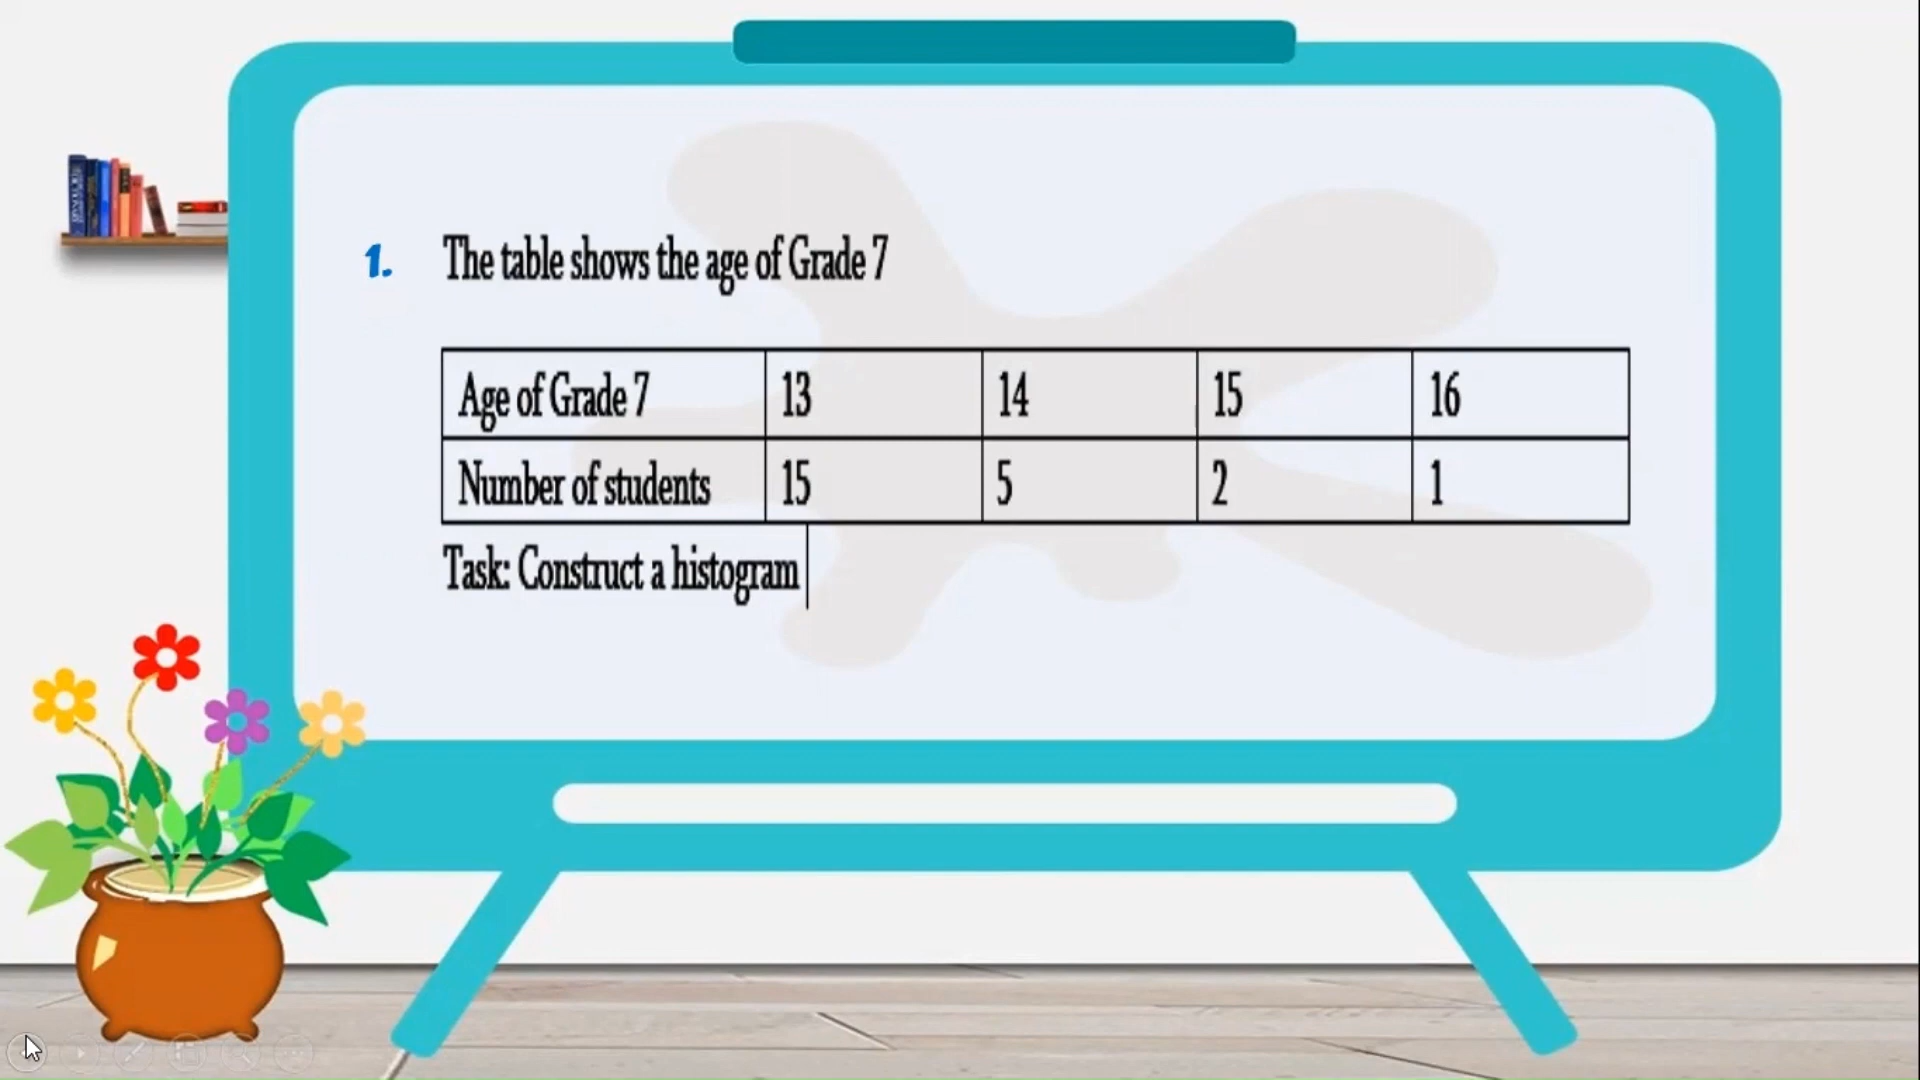 1. The table shows the age of Grade 7
Age of Grade 7 13 14 15 16
Number of students 15 5 2 1
Task: Construct a histogram